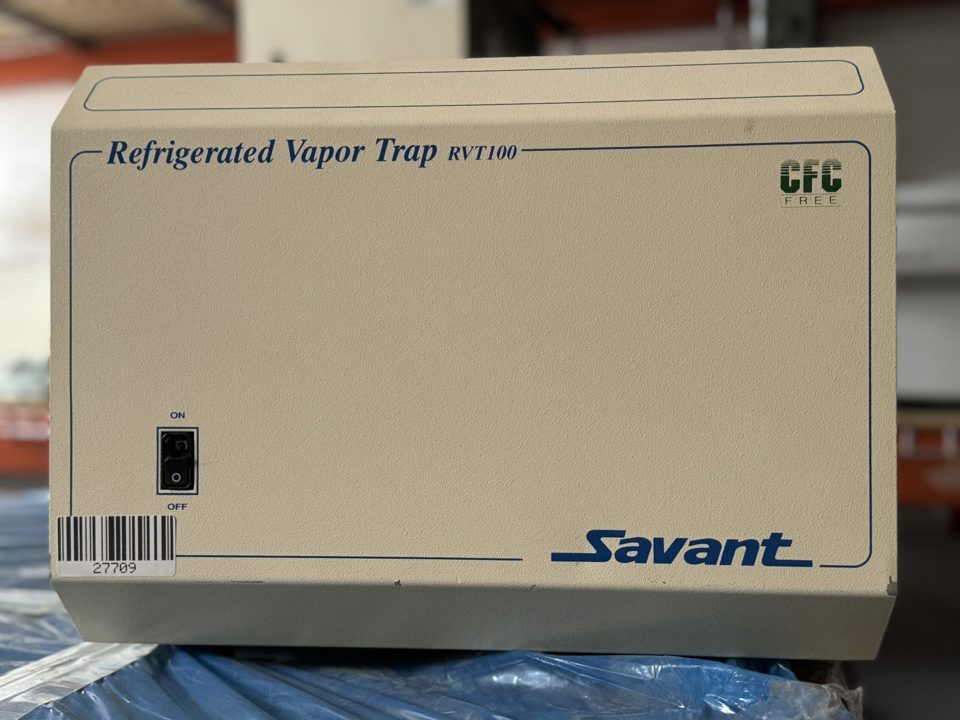 Refrigerated Vapor Trap RVT100
CFC
FREE
ON
O
OFF
27709
Savant